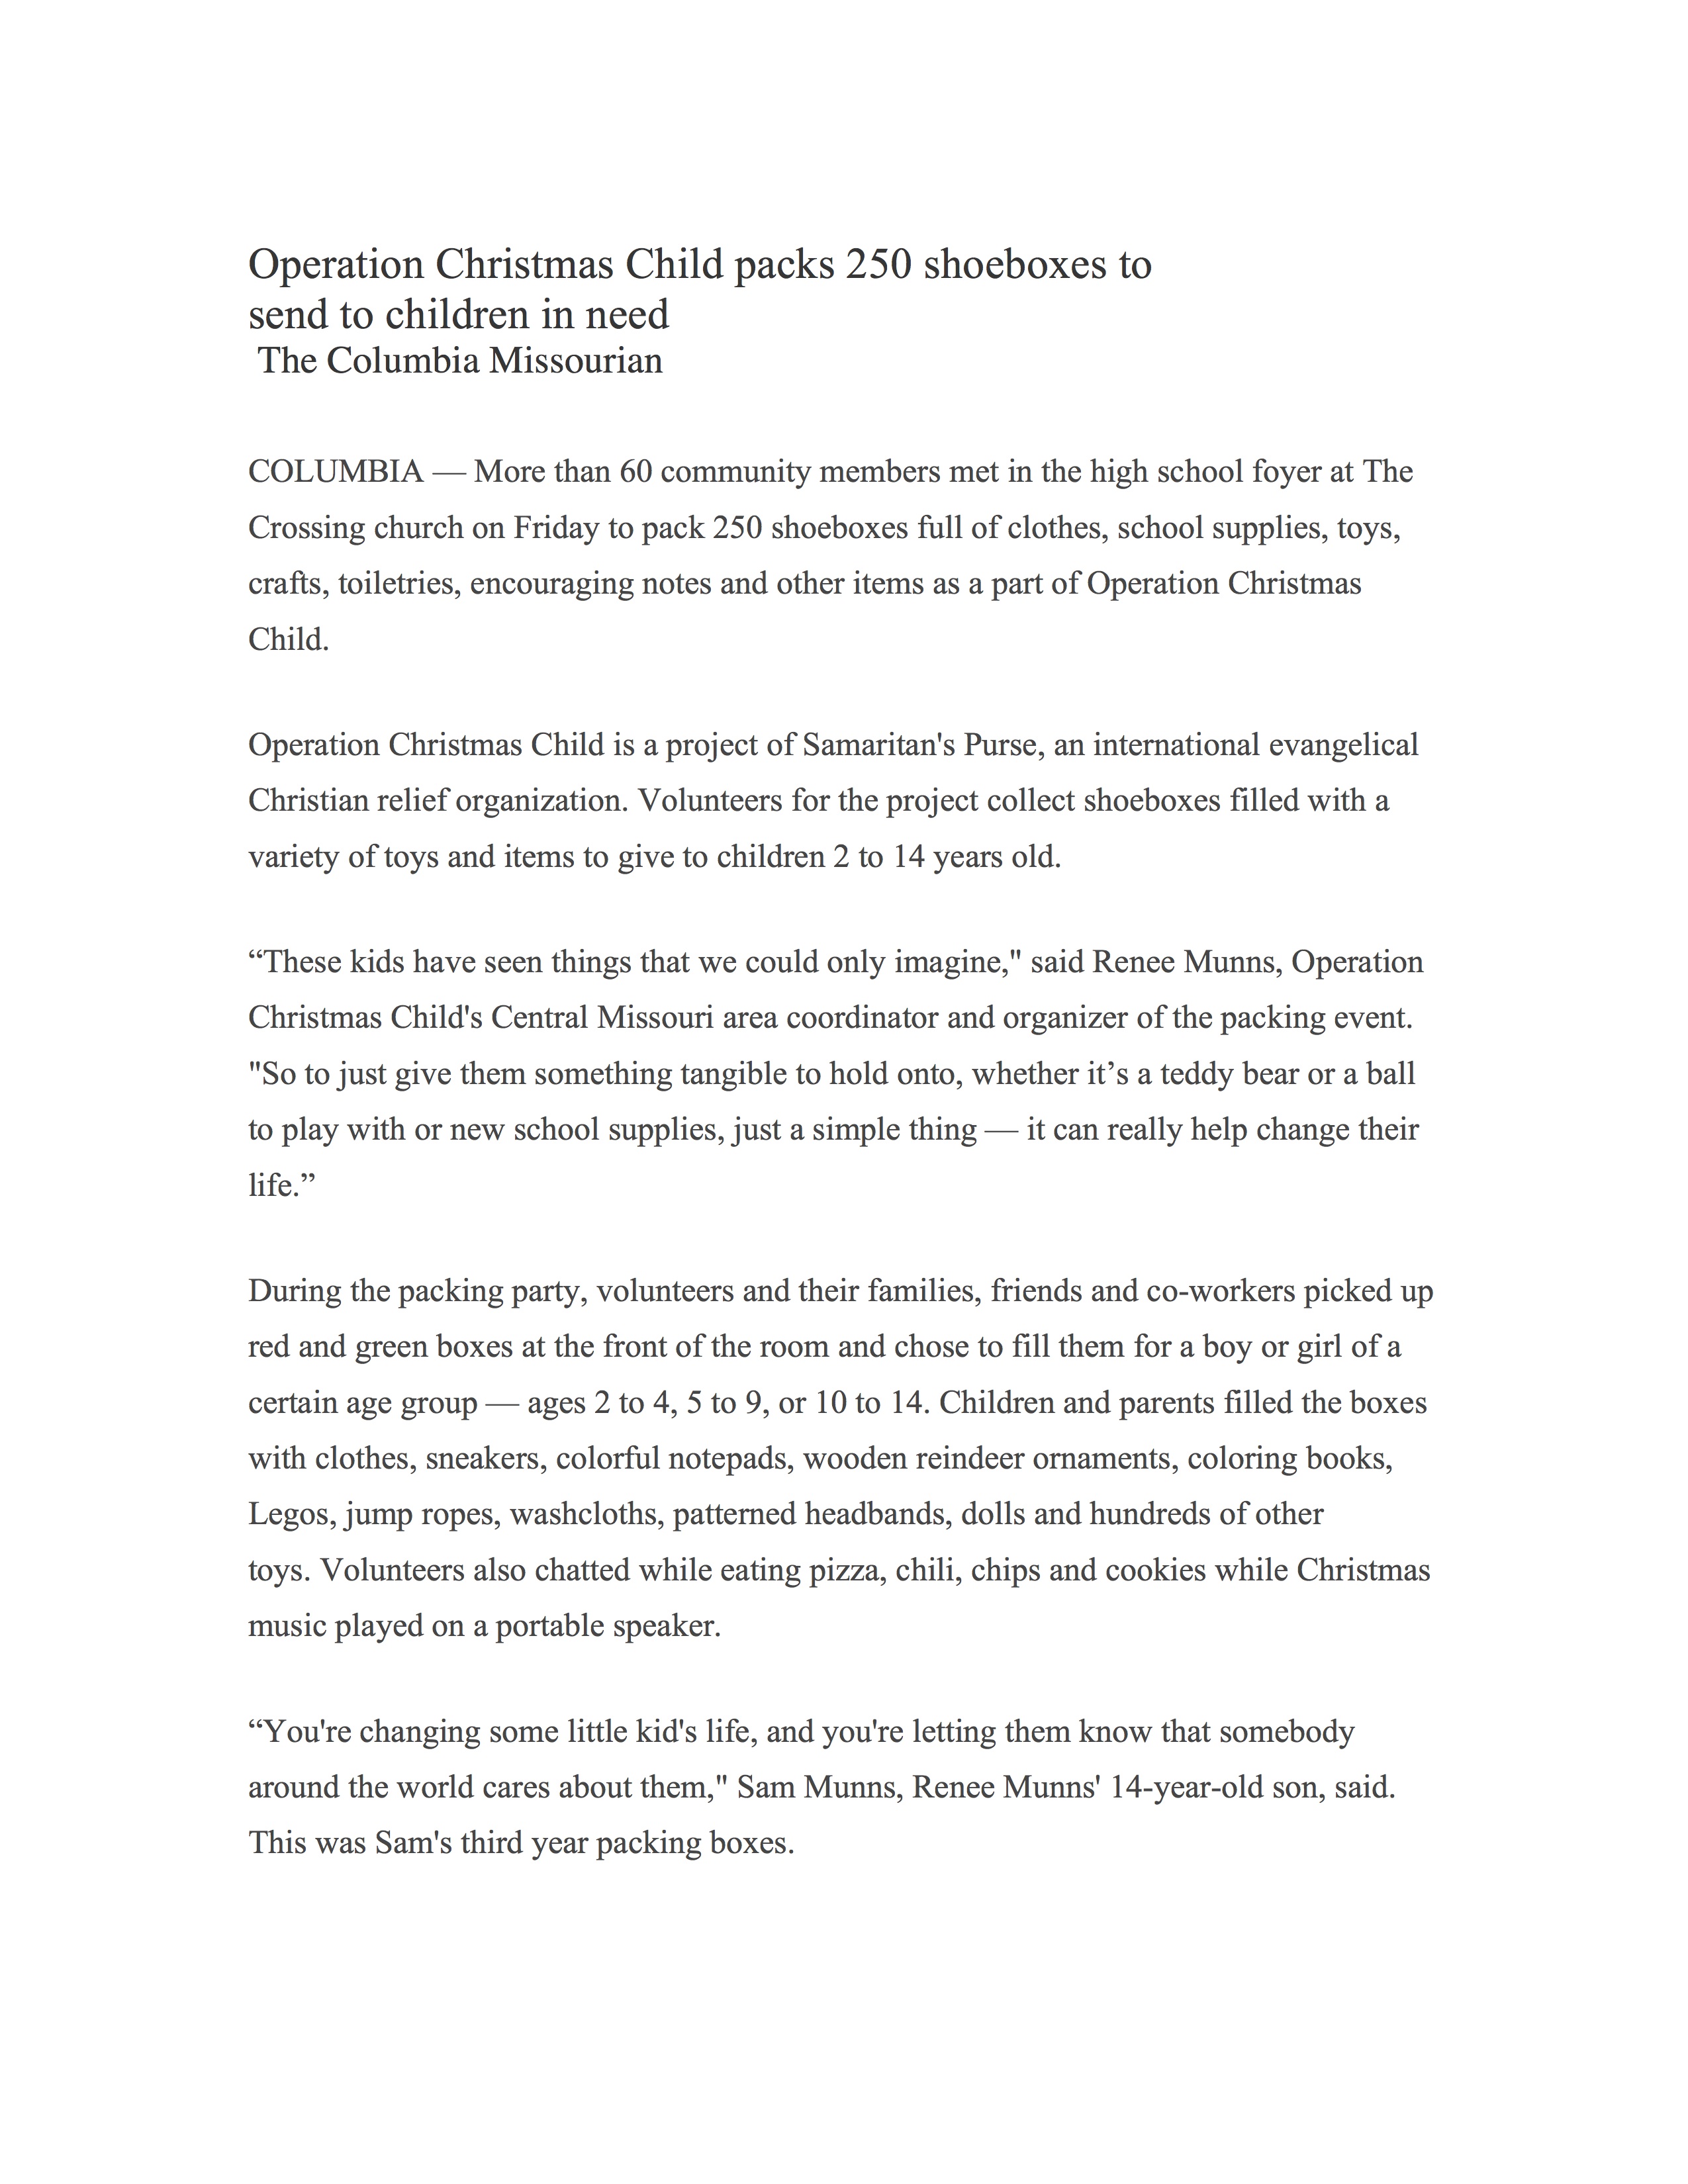 Operation Christmas Child packs 250 shoeboxes to
send to children in need
The Columbia Missourian
COLUMBIA — More than 60 community members met in the high school foyer at The
Crossing church on Friday to pack 250 shoeboxes full of clothes, school supplies, toys,
crafts, toiletries, encouraging notes and other items as a part of Operation Christmas
Child.
Operation Christmas Child is a project of Samaritan's Purse, an international evangelical
Christian relief organization. Volunteers for the project collect shoeboxes filled with a
variety of toys and items to give to children 2 to 14 years old.
“These kids have seen things that we could only imagine," said Renee Munns, Operation
Christmas Child's Central Missouri area coordinator and organizer of the packing event.
"So to just give them something tangible to hold onto, whether it’s a teddy bear or a ball
to play with or new school supplies, just a simple thing — it can really help change their
life.”
During the packing party, volunteers and their families, friends and co-workers picked up
red and green boxes at the front of the room and chose to fill them for a boy or girl of a
certain age group — ages 2 to 4, 5 to 9, or 10 to 14. Children and parents filled the boxes
with clothes, sneakers, colorful notepads, wooden reindeer ornaments, coloring books,
Legos, jump ropes, washcloths, patterned headbands, dolls and hundreds of other
toys. Volunteers also chatted while eating pizza, chili, chips and cookies while Christmas
music played on a portable speaker.
“You're changing some little kid's life, and you're letting them know that somebody
around the world cares about them," Sam Munns, Renee Munns' 14-year-old son, said.
This was Sam's third year packing boxes.